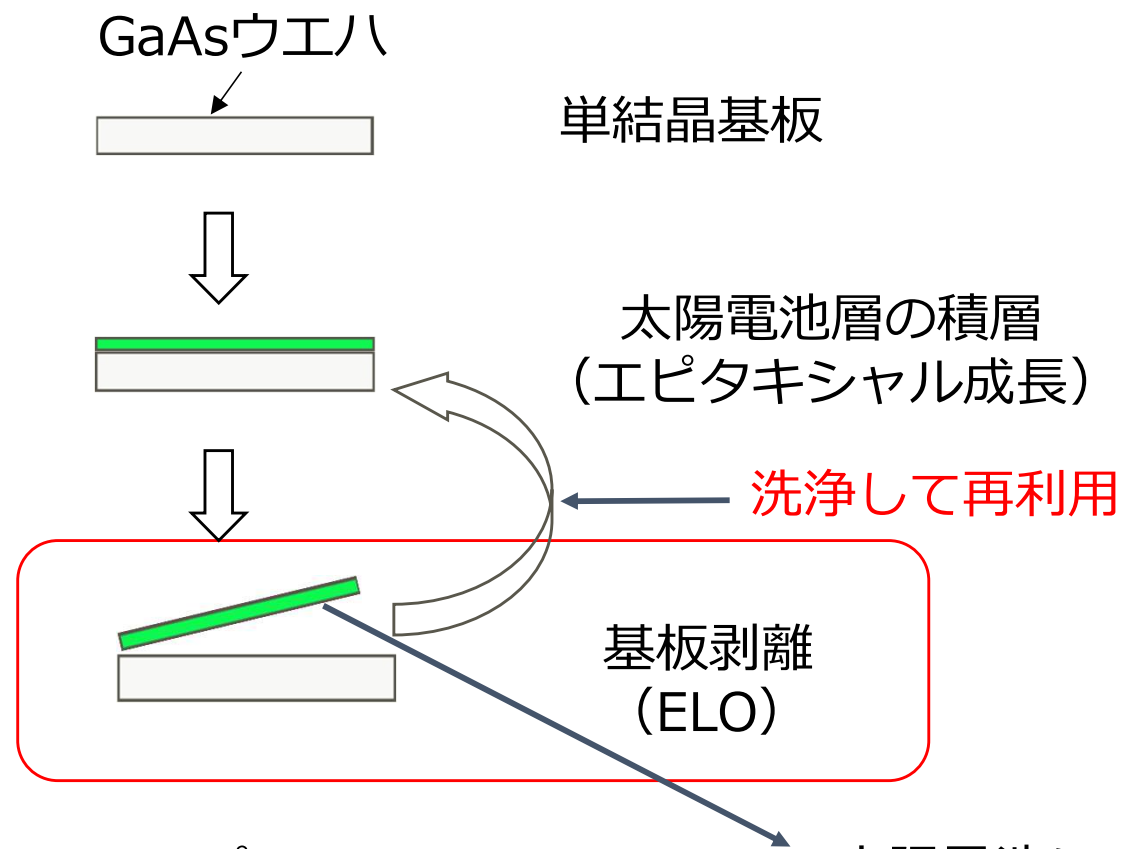 GaAsウエハ
単結晶基板
太陽電池層の積層
（エピタキシャル成長）
洗浄して再利用
基板剥離
（ELO）